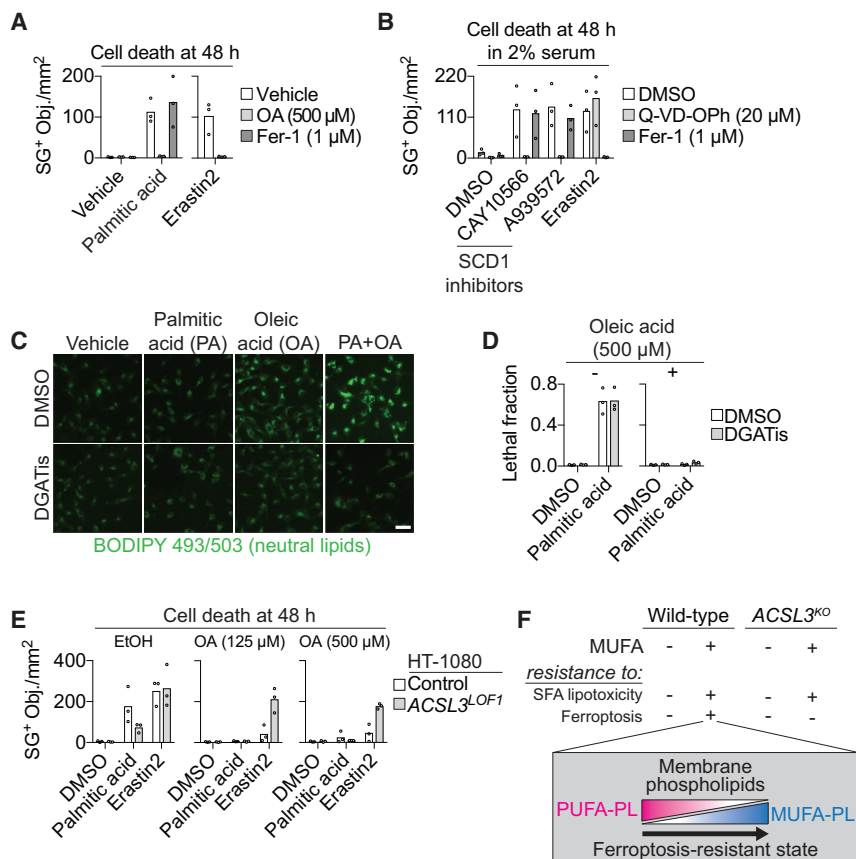 A
Cell death at 48 h
SG+ Obj./mm2
200
100
0
Vehicle
Palmitic acid
Erastin2
Vehicle
OA (500 µM)
Fer-1 (1 µM)
B
Cell death at 48 h
in 2% serum
SG+ Obj./mm2
220
110
0
DMSO
CAY10566
A939572
Erastin2
SCD1
inhibitors
DMSO
Q-VD-OPh (20 µM)
Fer-1 (1 µM)
C
Vehicle
Palmitic
acid (PA)
Oleic
acid (OA)
PA+OA
DMSO
DGATis
BODIPY 493/503 (neutral lipids)
D
Oleic acid
(500 µM)
- +
Lethal fraction
0.8
0.4
0.0
DMSO
Palmitic acid
DMSO
Palmitic acid
DMSO
DGATis
E
Cell death at 48 h
EtOH
OA (125 µM)
OA (500 µM)
SG+ Obj./mm2
400
200
0
DMSO
Palmitic acid
Erastin2
DMSO
Palmitic acid
Erastin2
DMSO
Palmitic acid
Erastin2
HT-1080
Control
ACSL3LOF1
F
Wild-type ACSL3KO
MUFA - + - +
resistance to:
SFA lipotoxicity - + - +
Ferroptosis - + - -
Membrane
phospholipids
PUFA-PL
MUFA-PL
Ferroptosis-resistant state